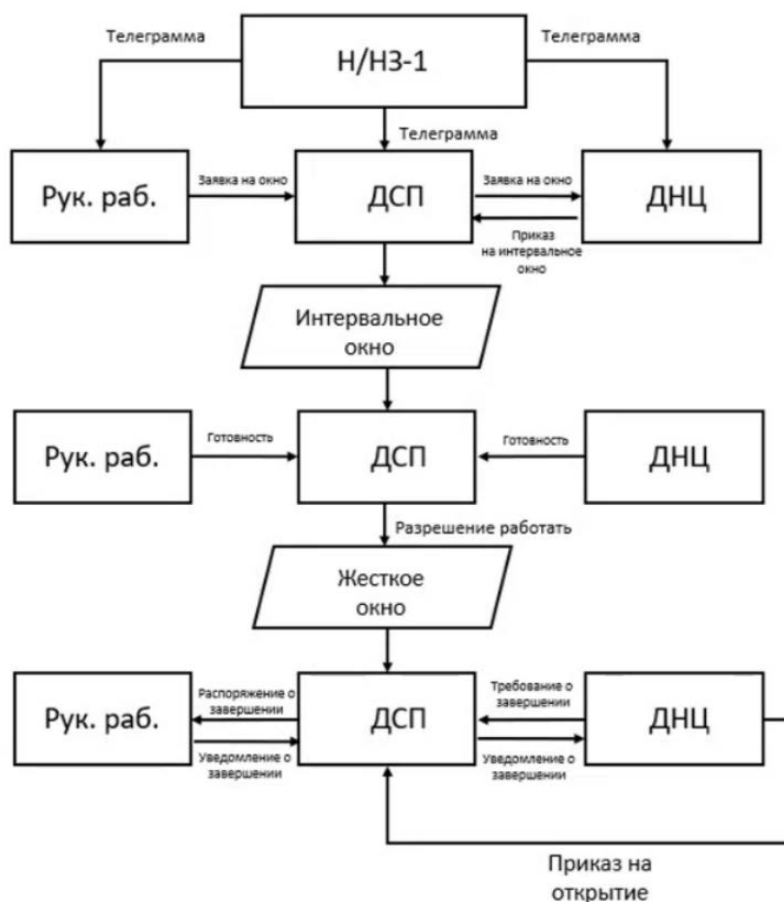 Телеграмма
Н/НЗ-1
Телеграмма
Телеграмма
Рук. раб.
Заявка на окно
ДСП
Заявка на окно
ДНЦ
Приказ
на интервальное
окно
Интервальное
окно
Рук. раб.
Готовность
ДСП
Готовность
ДНЦ
Разрешение работать
Жесткое
окно
Рук. раб.
Распоряжение о
завершении
Уведомление о
завершении
ДСП
Требование о
завершении
Уведомление о
завершении
ДНЦ
Приказ на
открытие